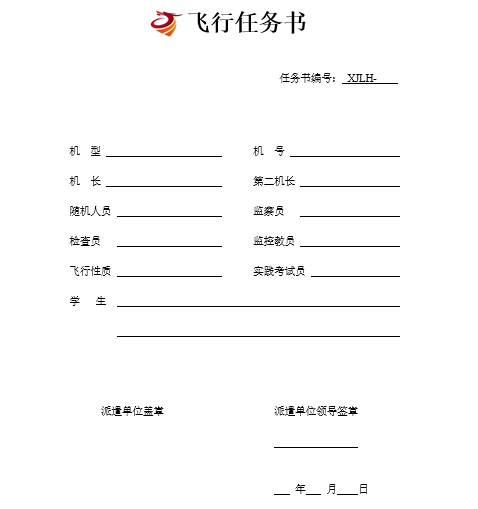 飞行任务书
任务书编号： XJLH-
机 型 机 号
机 长 第二机长
随机人员 监察员
检查员 监控教员
飞行性质 实践考试员
学 生
派遣单位盖章 派遣单位领导签章
年 月 日